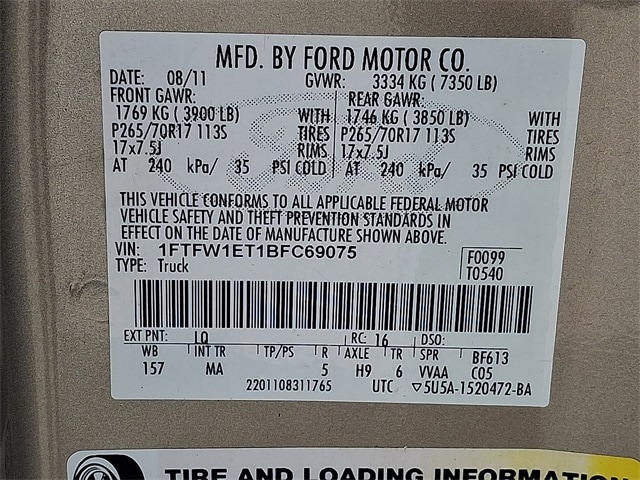 MFD. BY FORD MOTOR CO.
DATE: 08/11 GVWR: 3334 KG ( 7350 LB)
FRONT GAWR: REAR GAWR:
1769 KG ( 3900 LB) WITH 1746 KG ( 3850 LB) WITH
P265/70R17 113S TIRES P265/70R17 113S TIRES
17x7.5J RIMS 17x7.5J RIMS
AT 240 kPa/ 35 PSI COLD AT 240 kPa/ 35 PSI COLD
THIS VEHICLE CONFORMS TO ALL APPLICABLE FEDERAL MOTOR
VEHICLE SAFETY AND THEFT PREVENTION STANDARDS IN
EFFECT ON THE DATE OF MANUFACTURE SHOWN ABOVE.
VIN: 1FTFW1ET1BFC69075 F0099
TYPE: Truck T0540
EXT PNT: LQ RC: 16 DSO:
WB INT TR TP/PS R AXLE TR SPR BF613
157 MA 5 H9 6 VVAA C05
2201108311765 UTC ▽5U5A-1520472-BA
TIRE AND LOADING INFORMATION